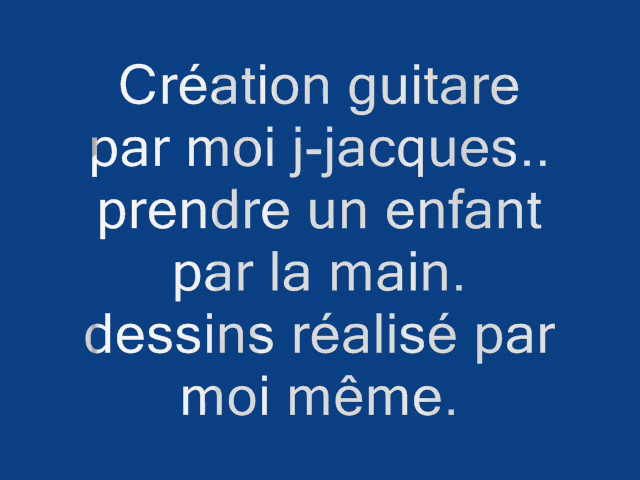 Création guitare
par moi j-jacques..
prendre un enfant
par la main.
dessins réalisé par
moi même.